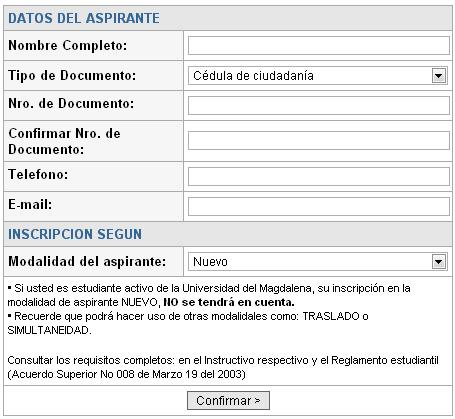 DATOS DEL ASPIRANTE
Nombre Completo:
Tipo de Documento: Cédula de ciudadanía
Nro. de Documento:
Confirmar Nro. de
Documento:
Telefono:
E-mail:
INSCRIPCION SEGUN
Modalidad del aspirante: Nuevo
• Si usted es estudiante activo de la Universidad del Magdalena, su inscripción en la
modalidad de aspirante NUEVO, NO se tendrá en cuenta.
• Recuerde que podrá hacer uso de otras modalidades como: TRASLADO o
SIMULTANEIDAD.
Consultar los requisitos completos: en el Instructivo respectivo y el Reglamento estudiantil
(Acuerdo Superior No 008 de Marzo 19 del 2003)
Confirmar >